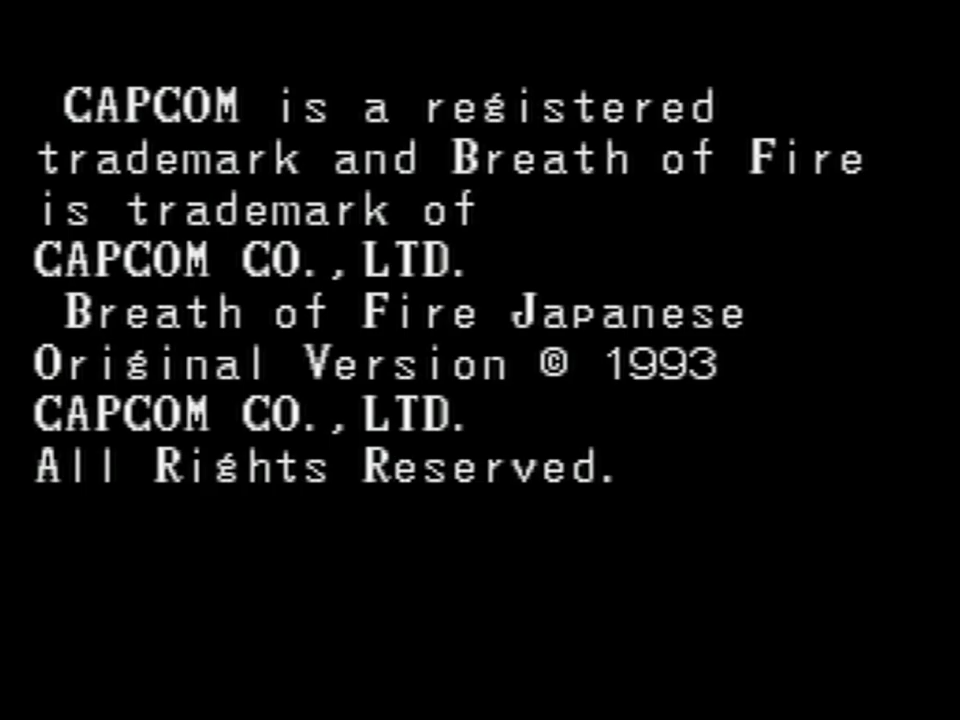 CAPCOM is a registered
trademark and Breath of Fire
is trademark of
CAPCOM CO.,LTD.
Breath of Fire Japanese
Original Version © 1993
CAPCOM CO.,LTD.
All Rights Reserved.